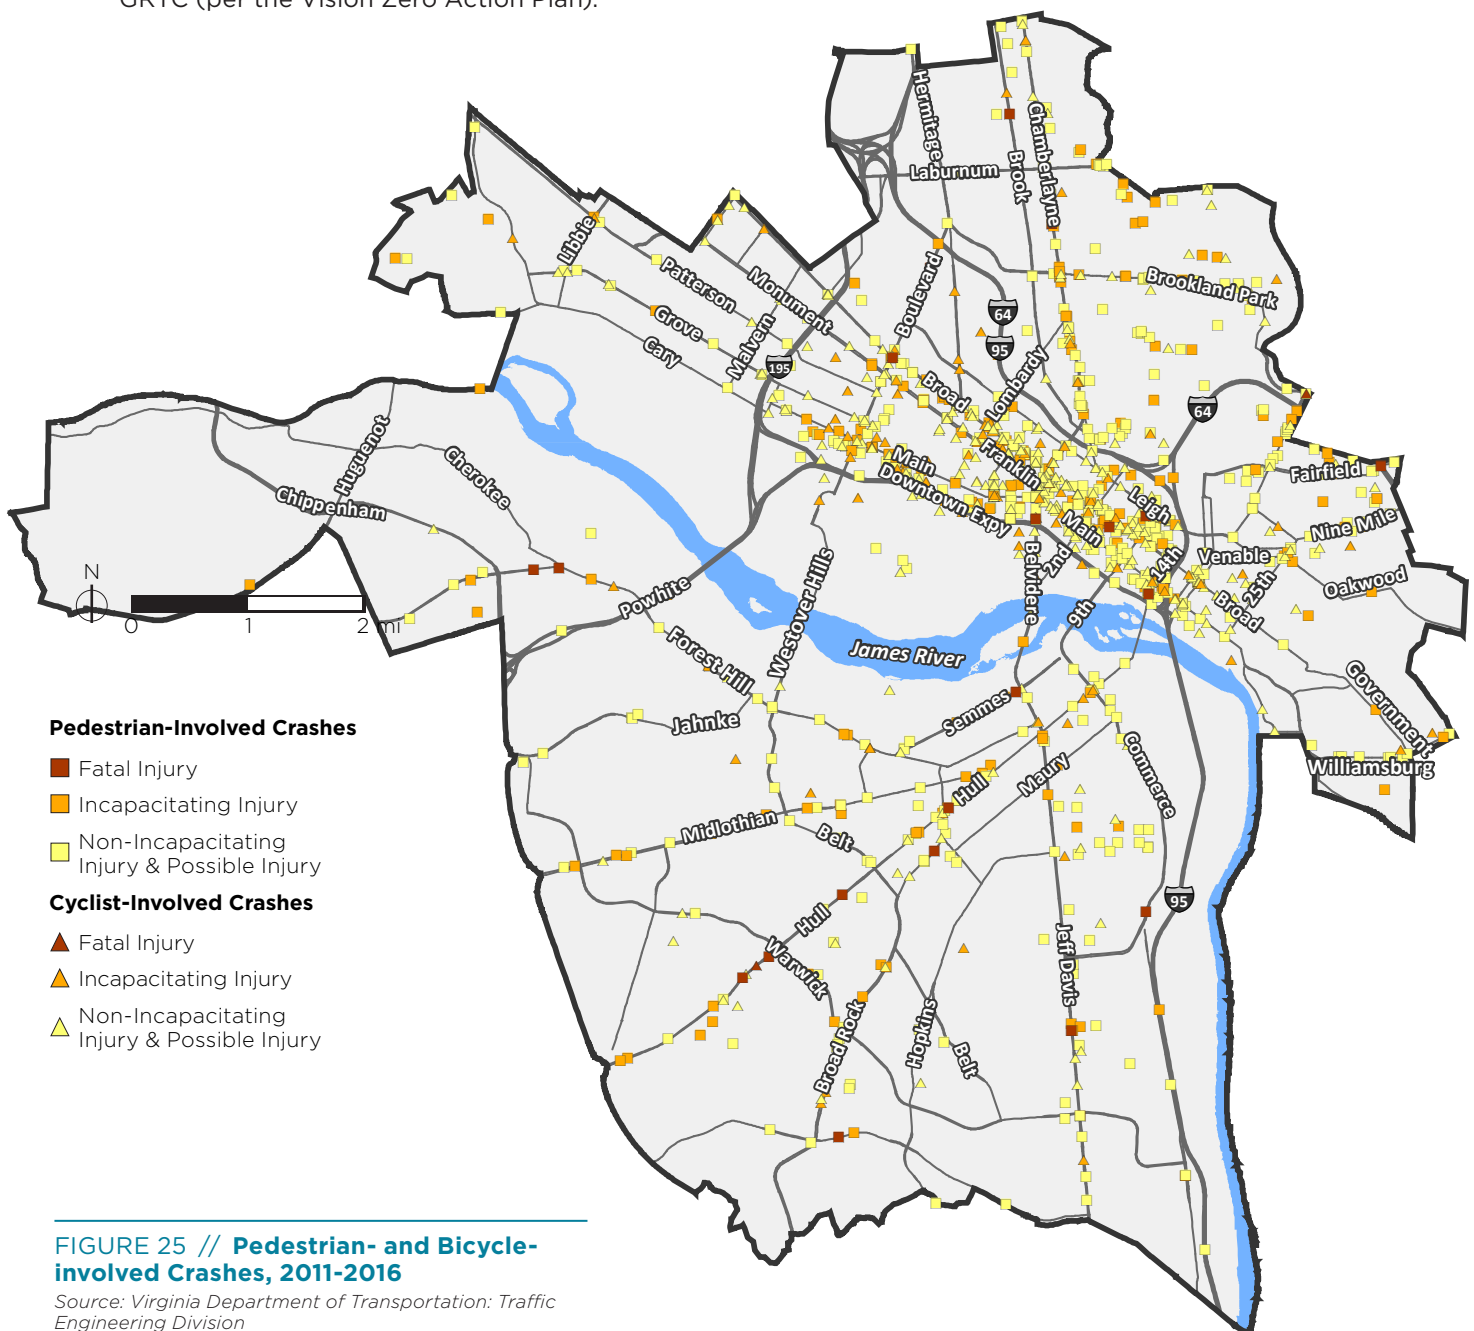 GRTC (per the Vision Zero Action Plan).
Hermitage
Chamberlayne
Laburnum
Brook
Libbie
Patterson
Monument
Boulevard
Brookland Park
Grove
Malvern
64
95
Cary
195
Broad
Lombardy
64
Huguenot
Cherokee
Chippenham
Main
Franklin
Downtown Expy
Leigh
Main
Fairfield
Nine Mile
Venable
14th
2nd
Belvidere
25th
Oakwood
Broad
9th
N
0 1 2 mi
Powhite
Westover Hills
Forest Hill
James River
Government
Semmes
Jahnke
Commerce
Williamsburg
Maury
Hull
Midlothian
Belt
95
Hull
Warwick
Jeff Davis
Broad Rock
Hopkins
Belt
Pedestrian-Involved Crashes
Fatal Injury
Incapacitating Injury
Non-Incapacitating
Injury & Possible Injury
Cyclist-Involved Crashes
Fatal Injury
Incapacitating Injury
Non-Incapacitating
Injury & Possible Injury
FIGURE 25 // Pedestrian- and Bicycle-
involved Crashes, 2011-2016
Source: Virginia Department of Transportation: Traffic
Engineering Division